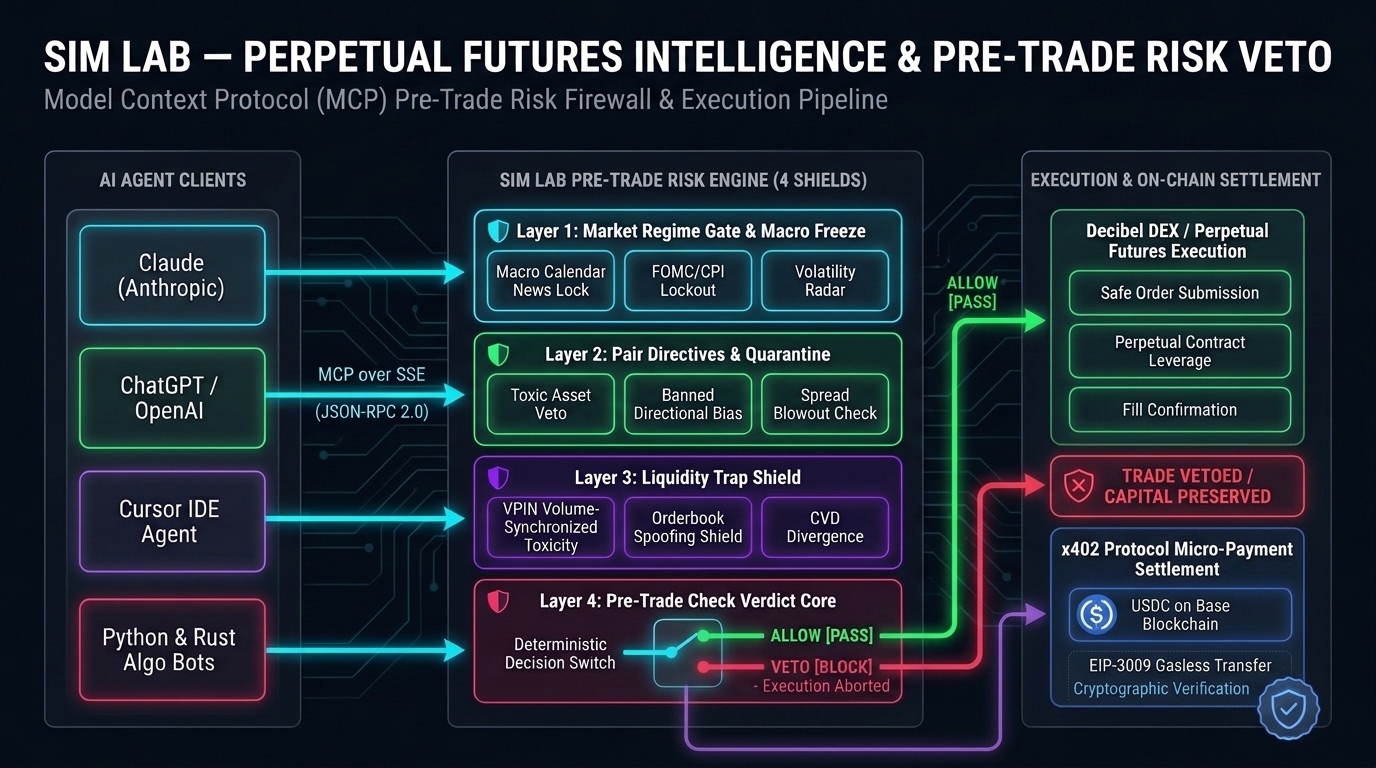 SIM LAB — PERPETUAL FUTURES INTELLIGENCE & PRE-TRADE RISK VETO
Model Context Protocol (MCP) Pre-Trade Risk Firewall & Execution Pipeline
AI AGENT CLIENTS
Claude
(Anthropic)
ChatGPT /
OpenAI
Cursor IDE
Agent
Python & Rust
Algo Bots
MCP over SSE
(JSON-RPC 2.0)
SIM LAB PRE-TRADE RISK ENGINE (4 SHIELDS)
Layer 1: Market Regime Gate & Macro Freeze
Macro Calendar
News Lock
FOMC/CPI
Lockout
Volatility
Radar
Layer 2: Pair Directives & Quarantine
Toxic Asset
Veto
Banned
Directional Bias
Spread
Blowout Check
Layer 3: Liquidity Trap Shield
VPIN Volume-
Synchronized
Toxicity
Orderbook
Spoofing Shield
CVD
Divergence
Layer 4: Pre-Trade Check Verdict Core
Deterministic
Decision Switch
ALLOW [PASS]
VETO [BLOCK]
- Execution Aborted
ALLOW
[PASS]
EXECUTION & ON-CHAIN SETTLEMENT
Decibel DEX / Perpetual
Futures Execution
Safe Order Submission
Perpetual Contract
Leverage
Fill Confirmation
TRADE VETOED /
CAPITAL PRESERVED
x402 Protocol Micro-Payment
Settlement
$
USDC on Base
Blockchain
EIP-3009 Gasless Transfer
Cryptographic Verification